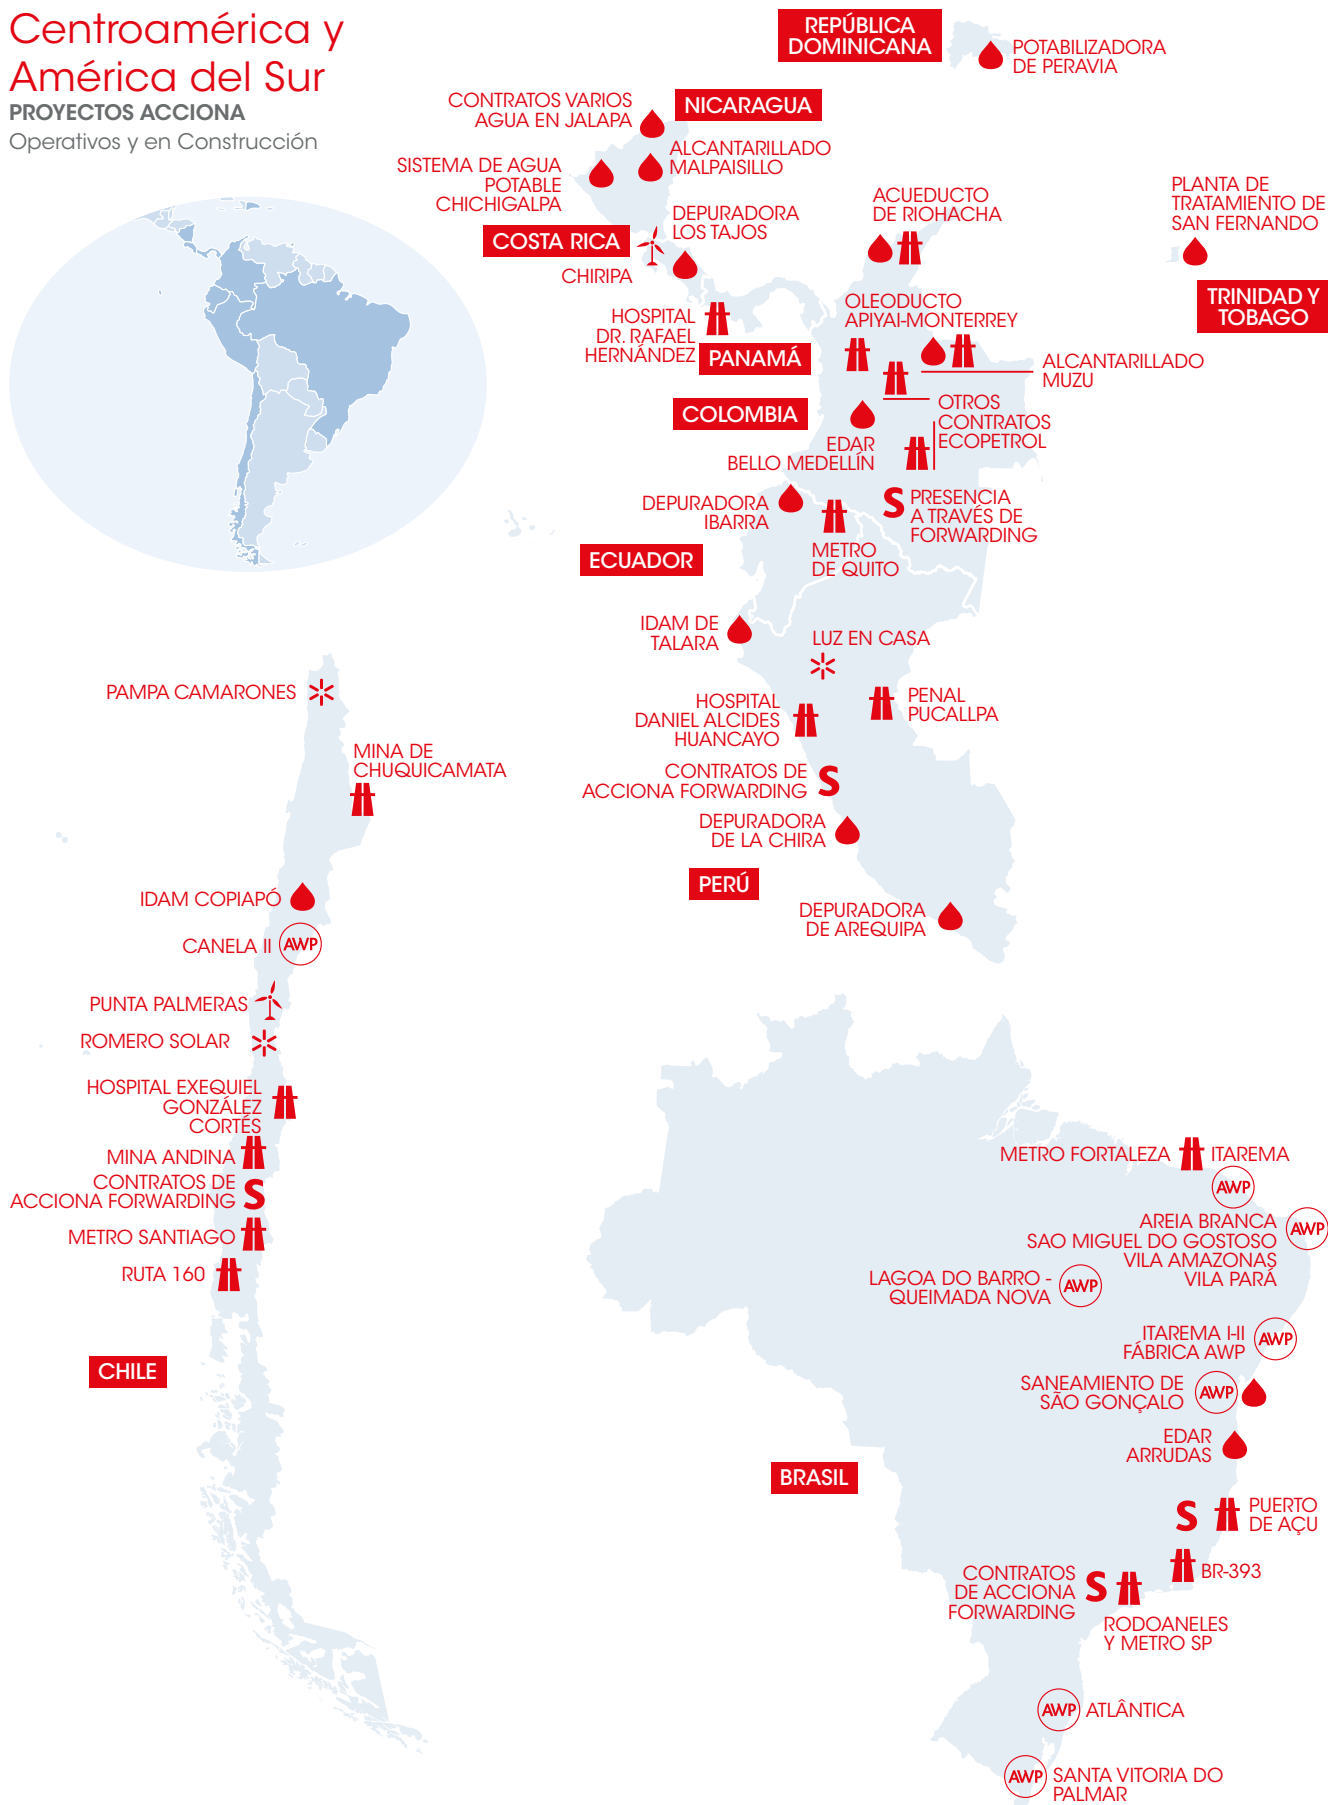 Centroamérica y
América del Sur
PROYECTOS ACCIONA
Operativos y en Construcción
REPÚBLICA
DOMINICANA
POTABILIZADORA
DE PERAVIA
CONTRATOS VARIOS
AGUA EN JALAPA
NICARAGUA
ALCANTARILLADO
MALPAISILLO
SISTEMA DE AGUA
POTABLE
CHICHIGALPA
DEPURADORA
LOS TAJOS
COSTA RICA
CHIRIPA
ACUEDUCTO
DE RIOHACHA
PLANTA DE
TRATAMIENTO DE
SAN FERNANDO
TRINIDAD Y
TOBAGO
HOSPITAL
DR. RAFAEL
HERNÁNDEZ
PANAMÁ
OLEODUCTO
APIYAI-MONTERREY
ALCANTARILLADO
MUZU
COLOMBIA
OTROS
CONTRATOS
ECOPETROL
EDAR
BELLO MEDELLÍN
DEPURADORA
IBARRA
S
PRESENCIA
A TRAVÉS DE
FORWARDING
METRO
DE QUITO
ECUADOR
IDAM DE
TALARA
LUZ EN CASA
HOSPITAL
DANIEL ALCIDES
HUANCAYO
PENAL
PUCALLPA
CONTRATOS DE
ACCIONA FORWARDING
S
DEPURADORA
DE LA CHIRA
PERÚ
DEPURADORA
DE AREQUIPA
PAMPA CAMARONES
MINA DE
CHUQUICAMATA
IDAM COPIAPÓ
CANELA II
AWP
PUNTA PALMERAS
ROMERO SOLAR
HOSPITAL EXEQUIEL
GONZÁLEZ
CORTÉS
MINA ANDINA
CONTRATOS DE
ACCIONA FORWARDING
S
METRO SANTIAGO
RUTA 160
CHILE
METRO FORTALEZA
ITAREMA
AWP
AREIA BRANCA
SAO MIGUEL DO GOSTOSO
VILA AMAZONAS
VILA PARÁ
AWP
LAGOA DO BARRO -
QUEIMADA NOVA
AWP
ITAREMA I-II
FÁBRICA AWP
AWP
SANEAMIENTO DE
SÃO GONÇALO
AWP
EDAR
ARRUDAS
BRASIL
S
PUERTO
DE AÇU
BR-393
CONTRATOS
DE ACCIONA
FORWARDING
S
RODOANELES
Y METRO SP
AWP
ATLÂNTICA
AWP
SANTA VITORIA DO
PALMAR